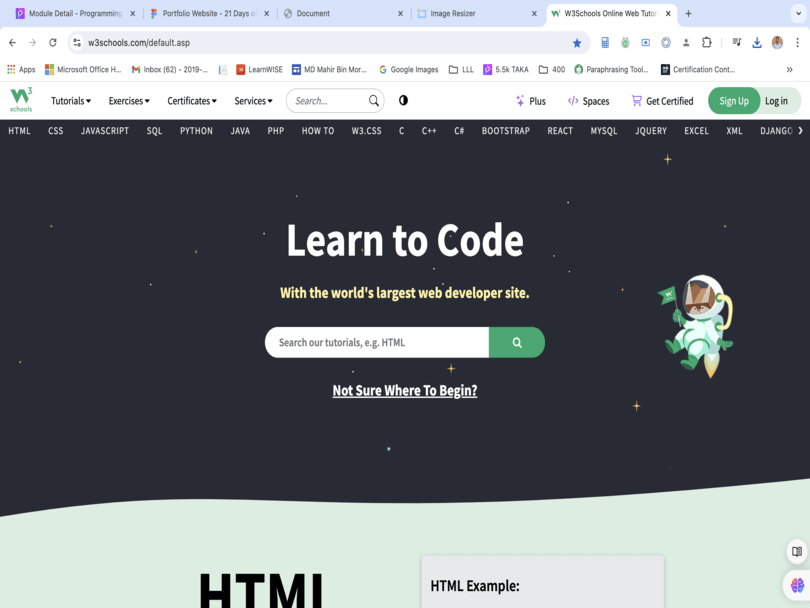 Module Detail – Programming
Portfolio Website - 21 Days of
Document
Image Resizer
W3Schools Online Web Tutor
w3schools.com/default.asp
Apps
Microsoft Office H...
Inbox (62) - 2019-...
LearnWISE
MD Mahir Bin Mor...
Google Images
LLL
5.5k TAKA
400
Paraphrasing Tool...
Certification Cont...
W3
schools
Tutorials
Exercises
Certificates
Services
Search...
Plus
Spaces
Get Certified
Sign Up
Log in
HTML
CSS
JAVASCRIPT
SQL
PYTHON
JAVA
PHP
HOW TO
W3.CSS
C
C++
C#
BOOTSTRAP
REACT
MYSQL
JQUERY
EXCEL
XML
DJANGO
Learn to Code
With the world's largest web developer site.
Search our tutorials, e.g. HTML
Not Sure Where To Begin?
HTML
HTML Example: